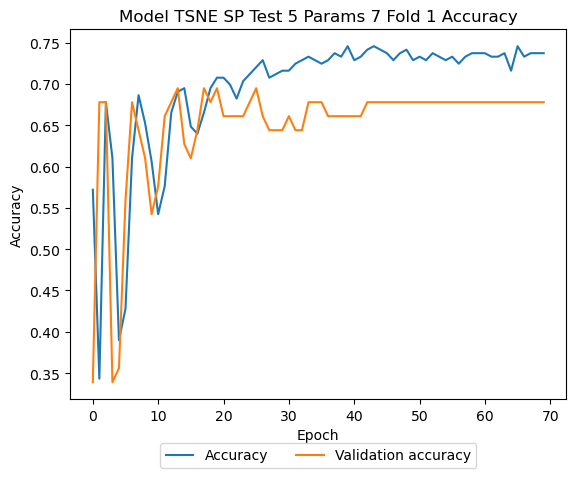 Model TSNE SP Test 5 Params 7 Fold 1 Accuracy
0.75
0.70
0.65
0.60
0.55
0.50
0.45
0.40
0.35
Accuracy
0 10 20 30 40 50 60 70
Epoch
Accuracy Validation accuracy